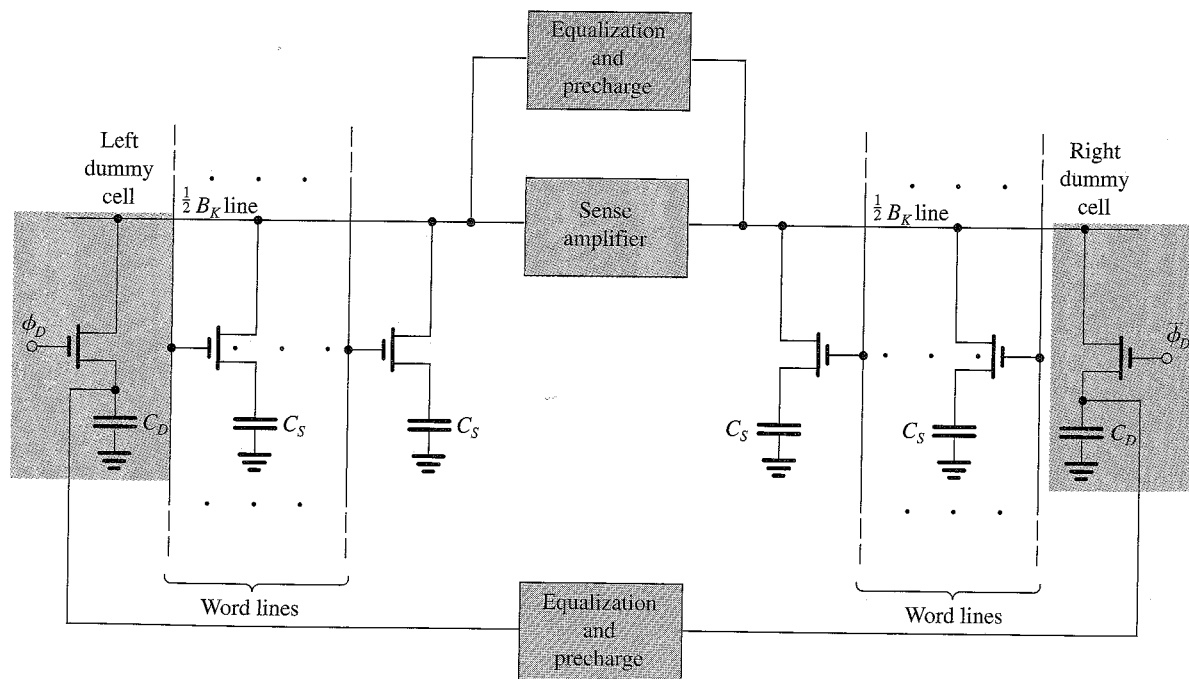 Equalization
and
precharge
Left
dummy
cell
Right
dummy
cell
½ B_K line
Sense
amplifier
½ B_K line
ϕ_D
C_D
C_S
C_S
C_S
C_S
C_D
ϕ̄_D
Word lines
Equalization
and
precharge
Word lines